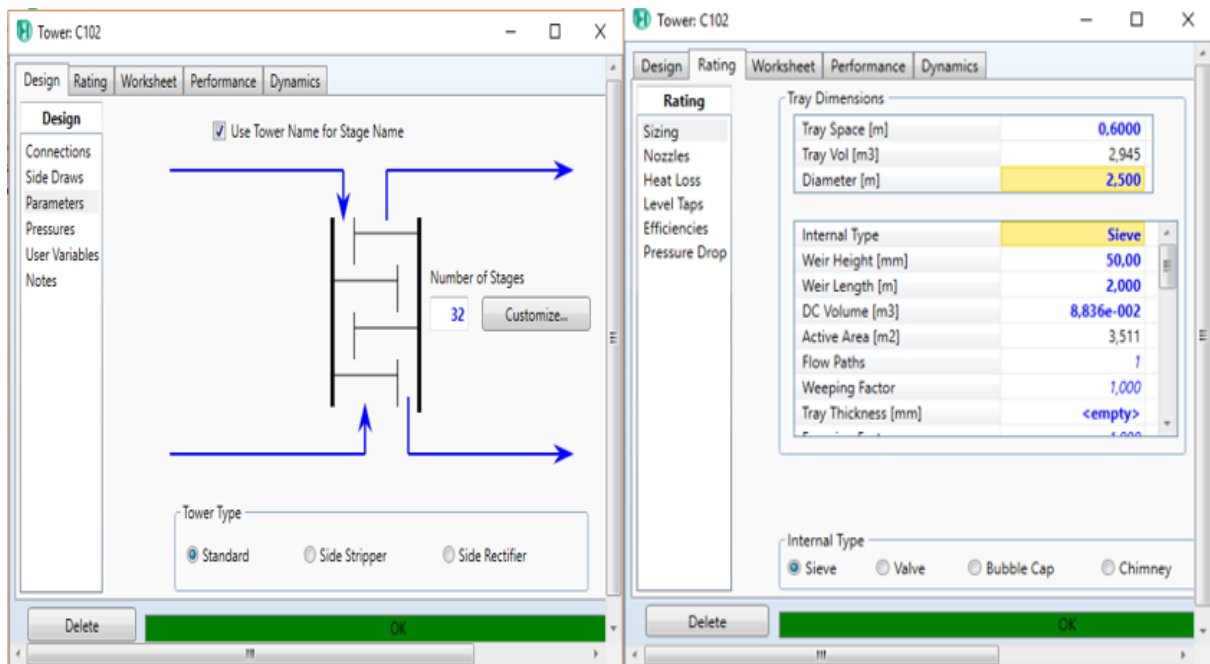 Tower: C102
Design Rating Worksheet Performance Dynamics
Design
Connections
Side Draws
Parameters
Pressures
User Variables
Notes
Use Tower Name for Stage Name
Number of Stages
32 Customize...
Tower Type
Standard Side Stripper Side Rectifier
Delete OK
Tower: C102
Design Rating Worksheet Performance Dynamics
Rating
Sizing
Nozzles
Heat Loss
Level Taps
Efficiencies
Pressure Drop
Tray Dimensions
Tray Space [m] 0,6000
Tray Vol [m3] 2,945
Diameter [m] 2,500
Internal Type Sieve
Weir Height [mm] 50,00
Weir Length [m] 2,000
DC Volume [m3] 8,836e-002
Active Area [m2] 3,511
Flow Paths 1
Weeping Factor 1,000
Tray Thickness [mm] <empty>
Internal Type
Sieve Valve Bubble Cap Chimney
Delete OK